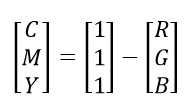 [C] = [1] − [R]
[M] = [1] − [G]
[Y] = [1] − [B]